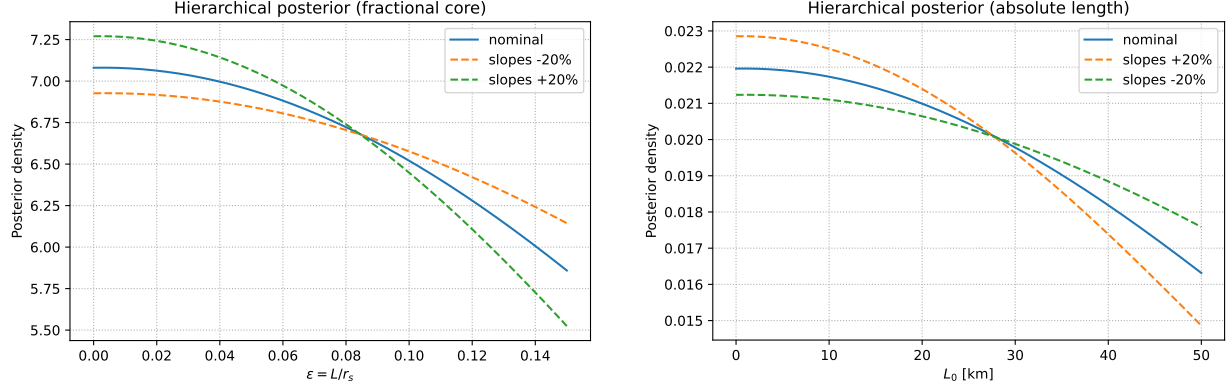 Hierarchical posterior (fractional core)
Posterior density
7.25
7.00
6.75
6.50
6.25
6.00
5.75
5.50
nominal
slopes -20%
slopes +20%
0.00 0.02 0.04 0.06 0.08 0.10 0.12 0.14
ε = L/rₛ
Hierarchical posterior (absolute length)
Posterior density
0.023
0.022
0.021
0.020
0.019
0.018
0.017
0.016
0.015
nominal
slopes +20%
slopes -20%
0 10 20 30 40 50
L₀ [km]